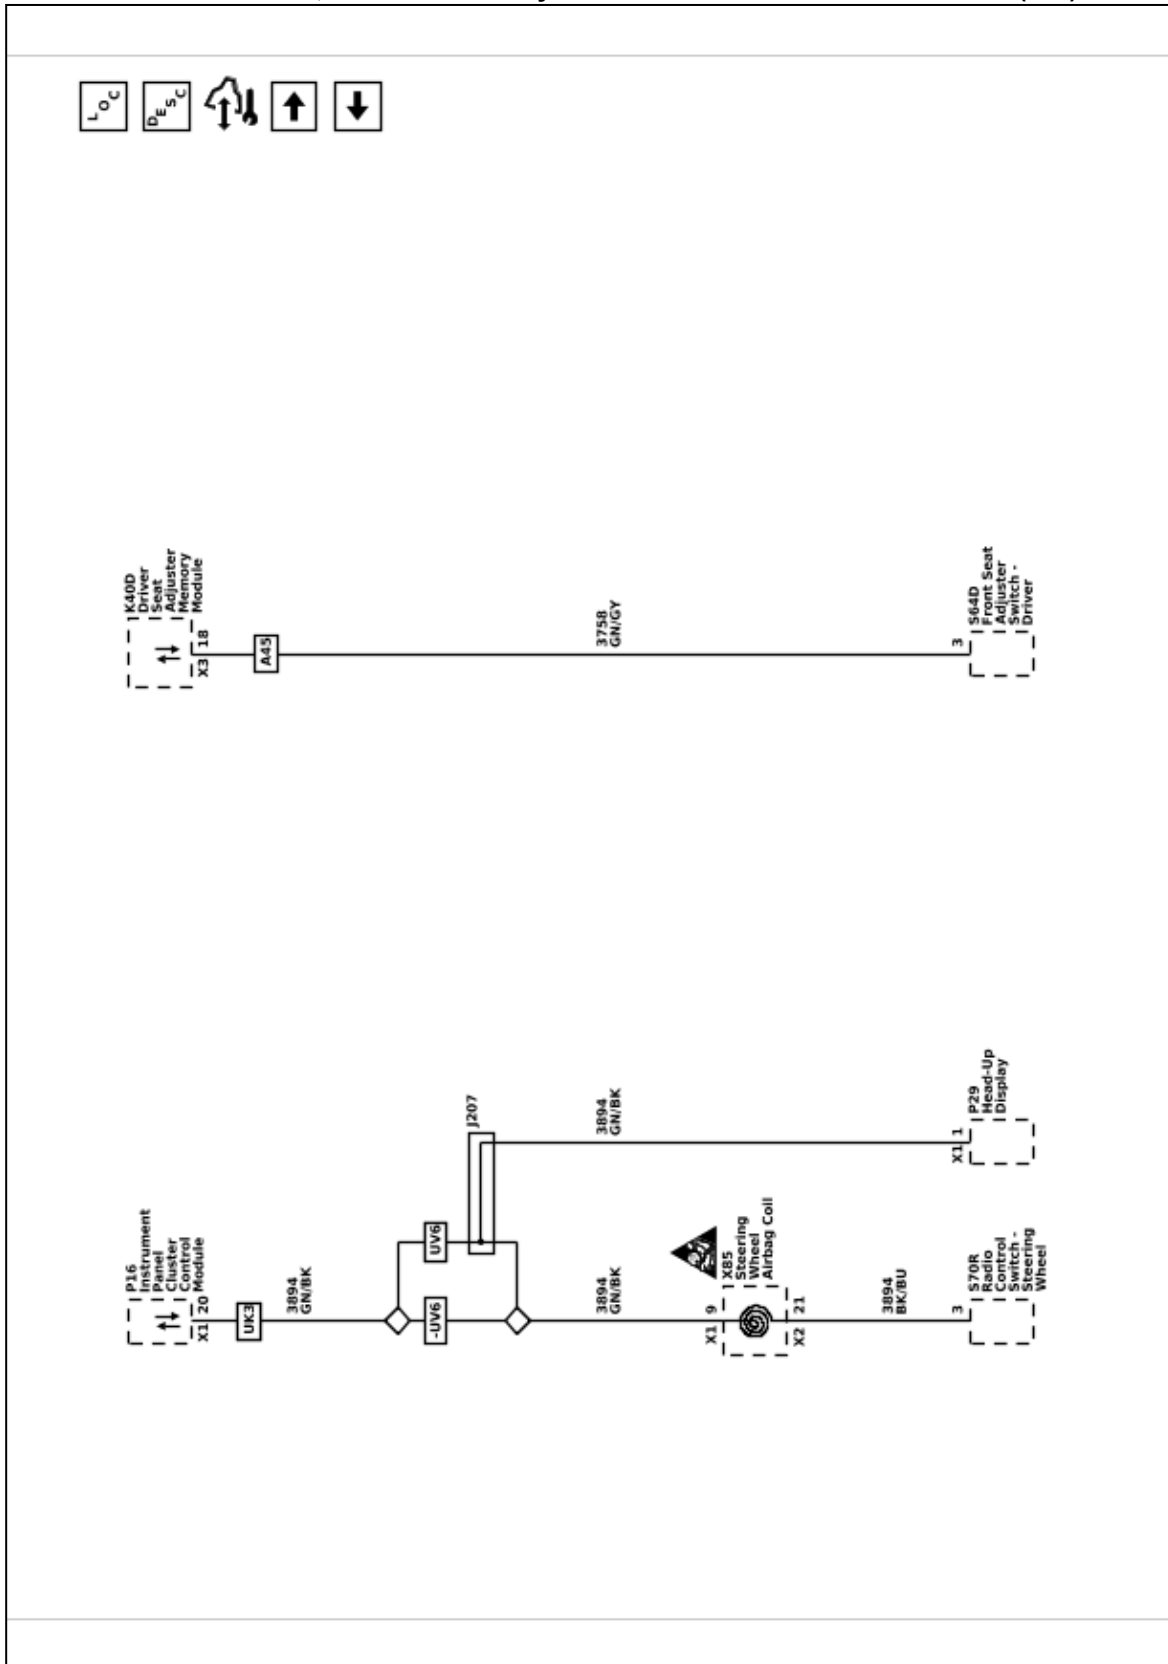 LOC
DESC
P16
Instrument
Panel
Cluster
Control
Module
X1 20
UK3
3894
GN/BK
-UV6
UV6
J207
3894
GN/BK
3894
GN/BK
X1 9
X85
Steering
Wheel
Airbag Coil
X2 21
3894
BK/BU
3
S70R
Radio
Control
Switch -
Steering
Wheel
X1 1
P29
Head-Up
Display
K40D
Driver
Seat
Adjuster
Memory
Module
X3 18
A45
3758
GN/GY
3
S64D
Front Seat
Adjuster
Switch -
Driver